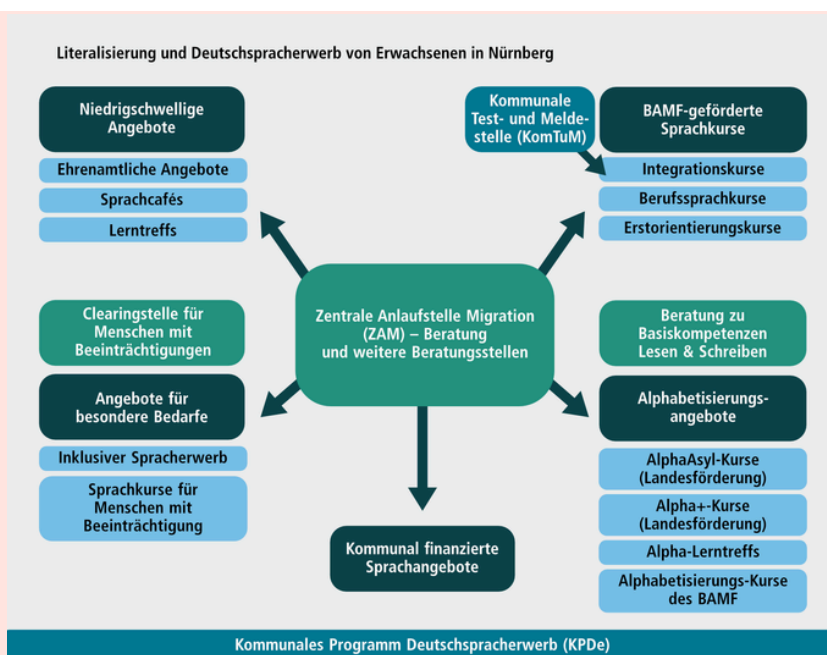 Literalisierung und Deutschspracherwerb von Erwachsenen in Nürnberg
Niedrigschwellige
Angebote
Ehrenamtliche Angebote
Sprachcafés
Lerntreffs
Kommunale
Test- und Melde-
stelle (KomTuM)
BAMF-geförderte
Sprachkurse
Integrationskurse
Berufssprachkurse
Erstorientierungskurse
Zentrale Anlaufstelle Migration
(ZAM) – Beratung
und weitere Beratungsstellen
Clearingstelle für
Menschen mit
Beeinträchtigungen
Angebote für
besondere Bedarfe
Inklusiver Spracherwerb
Sprachkurse für
Menschen mit
Beeinträchtigung
Kommunal finanzierte
Sprachangebote
Beratung zu
Basiskompetenzen
Lesen & Schreiben
Alphabetisierungs-
angebote
AlphaAsyl-Kurse
(Landesförderung)
Alpha+-Kurse
(Landesförderung)
Alpha-Lerntreffs
Alphabetisierungs-Kurse
des BAMF
Kommunales Programm Deutschspracherwerb (KPDe)